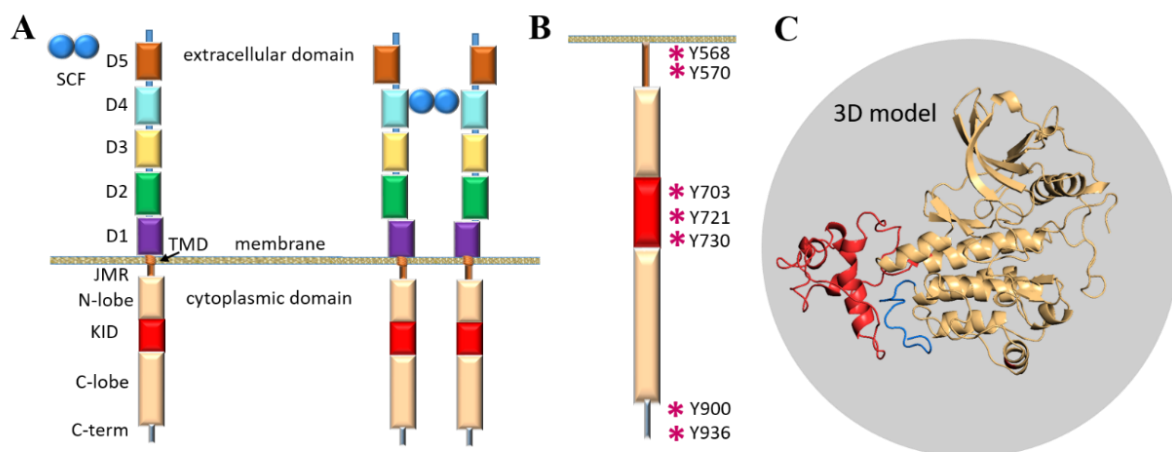 A
SCF
D5
extracellular domain
D4
D3
D2
D1
TMD
membrane
JMR
N-lobe
cytoplasmic domain
KID
C-lobe
C-term
B
* Y568
* Y570
* Y703
* Y721
* Y730
* Y900
* Y936
C
3D model